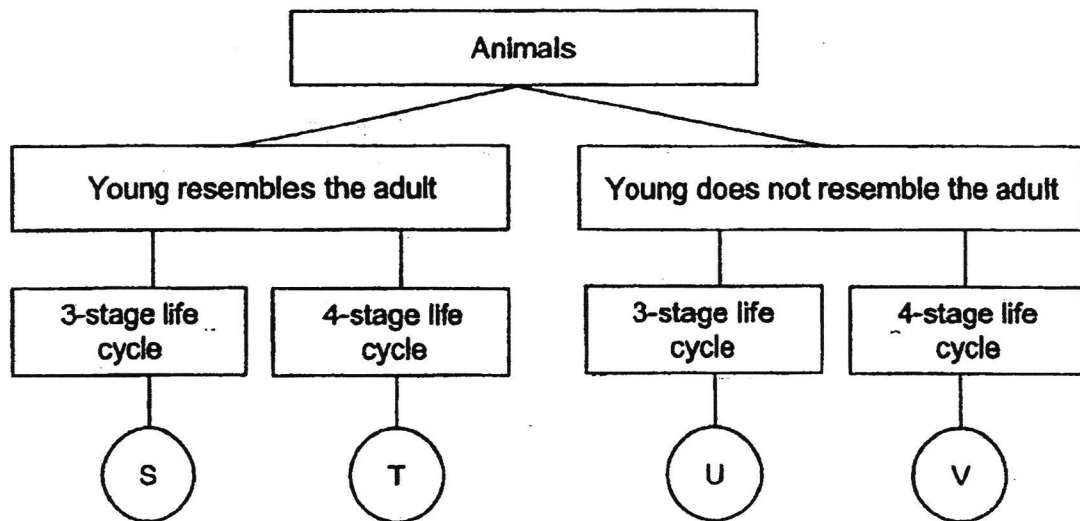 Animals
Young resembles the adult
Young does not resemble the adult
3-stage life
cycle
4-stage life
cycle
3-stage life
cycle
4-stage life
cycle
S
T
U
V